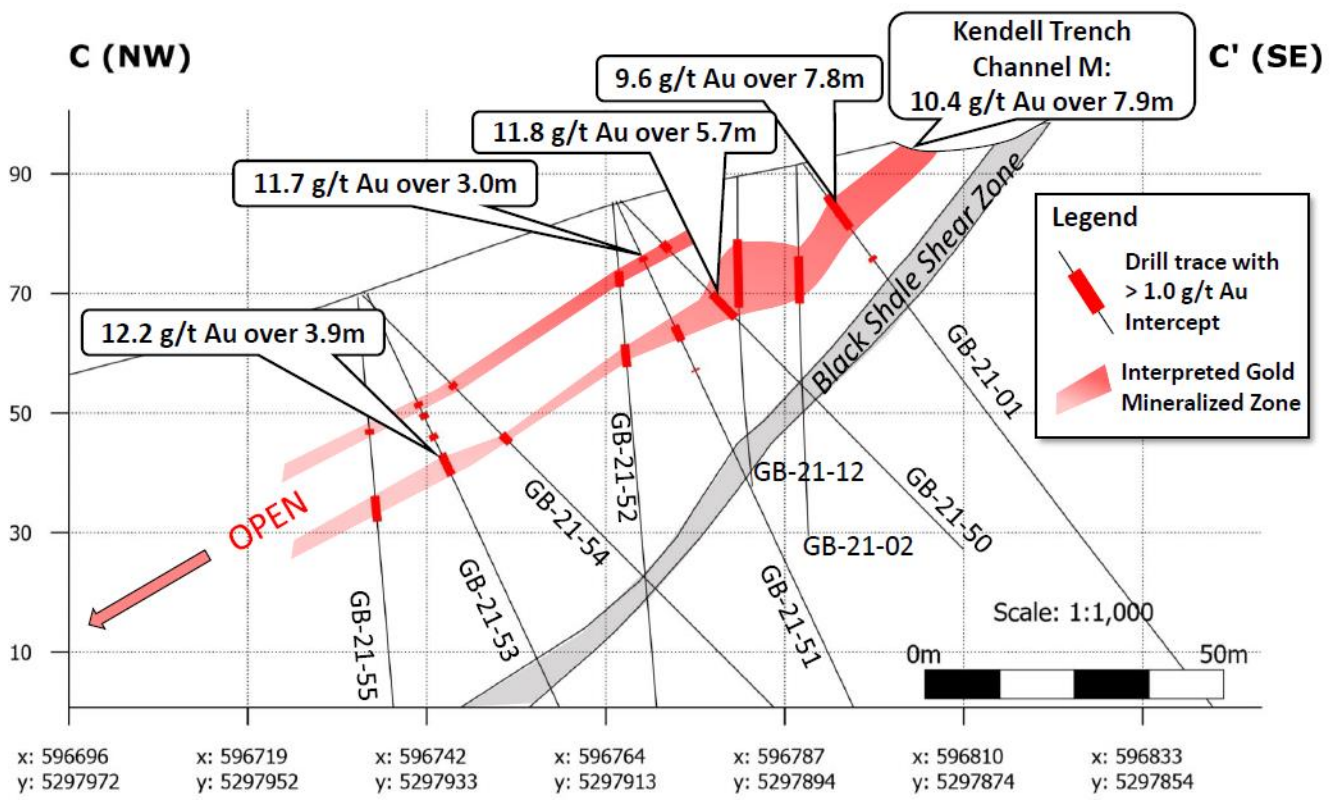 C (NW)
C' (SE)
Kendell Trench
Channel M:
10.4 g/t Au over 7.9m
9.6 g/t Au over 7.8m
11.8 g/t Au over 5.7m
11.7 g/t Au over 3.0m
12.2 g/t Au over 3.9m
90
70
50
30
10
Black Shale Shear Zone
Legend
Drill trace with
> 1.0 g/t Au
Intercept
Interpreted Gold
Mineralized Zone
OPEN
GB-21-55
GB-21-53
GB-21-54
GB-21-52
GB-21-12
GB-21-02
GB-21-51
GB-21-50
GB-21-01
Scale: 1:1,000
0m 50m
x: 596696 x: 596719 x: 596742 x: 596764 x: 596787 x: 596810 x: 596833
y: 5297972 y: 5297952 y: 5297933 y: 5297913 y: 5297894 y: 5297874 y: 5297854